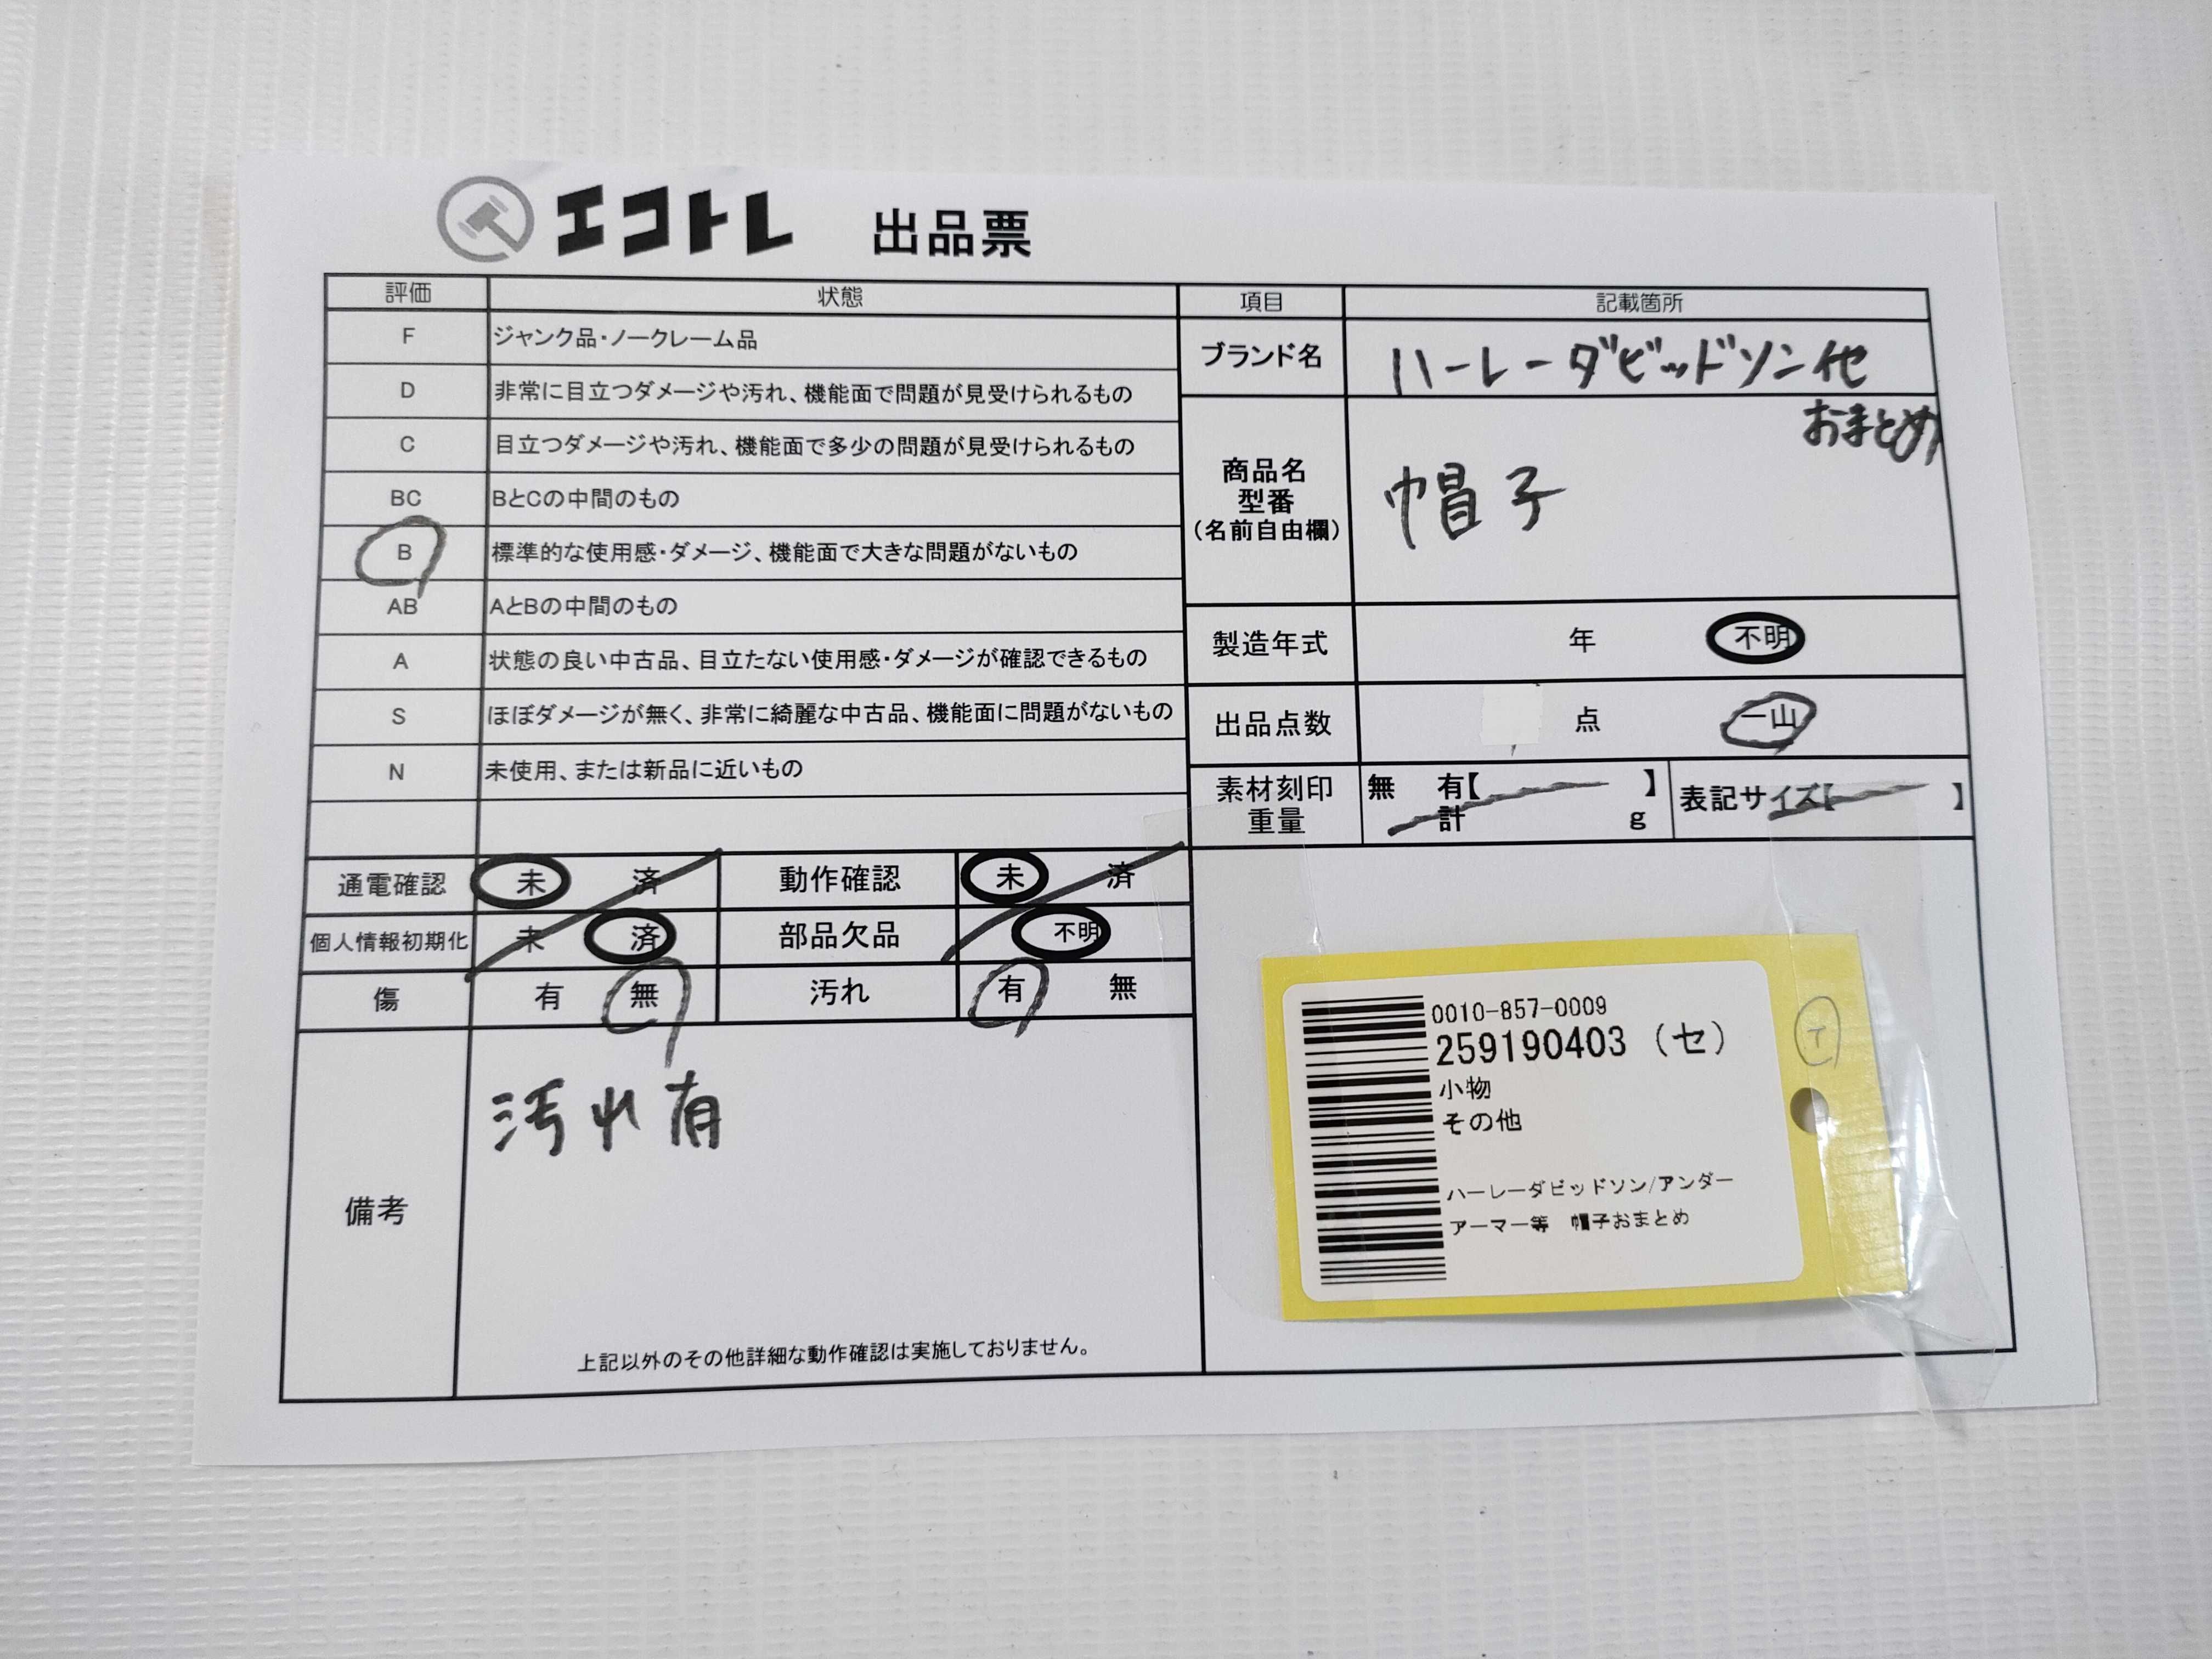 エコトレ 出品票
評価 状態
F ジャンク品・ノークレーム品
D 非常に目立つダメージや汚れ、機能面で問題が見受けられるもの
C 目立つダメージや汚れ、機能面で多少の問題が見受けられるもの
BC BとCの中間のもの
B 標準的な使用感・ダメージ、機能面で大きな問題がないもの
AB AとBの中間のもの
A 状態の良い中古品、目立たない使用感・ダメージが確認できるもの
S ほぼダメージが無く、非常に綺麗な中古品、機能面に問題がないもの
N 未使用、または新品に近いもの
項目 記載箇所
ブランド名 ハーレーダビッドソン他
おまとめ
商品名
型番
(名前自由欄)
帽子
製造年式 年 不明
出品点数 点 一山
素材刻印 無 有【 】
重量 計 g
表記サイズ【 】
通電確認 未 済 動作確認 未 済
個人情報初期化 未 済 部品欠品 不明
傷 有 無 汚れ 有 無
備考
汚れ有
上記以外のその他詳細な動作確認は実施しておりません。
0010-857-0009
259190403 (セ)
小物
その他
ハーレーダビッドソン/アンダー
アーマー等 帽子おまとめ
イ